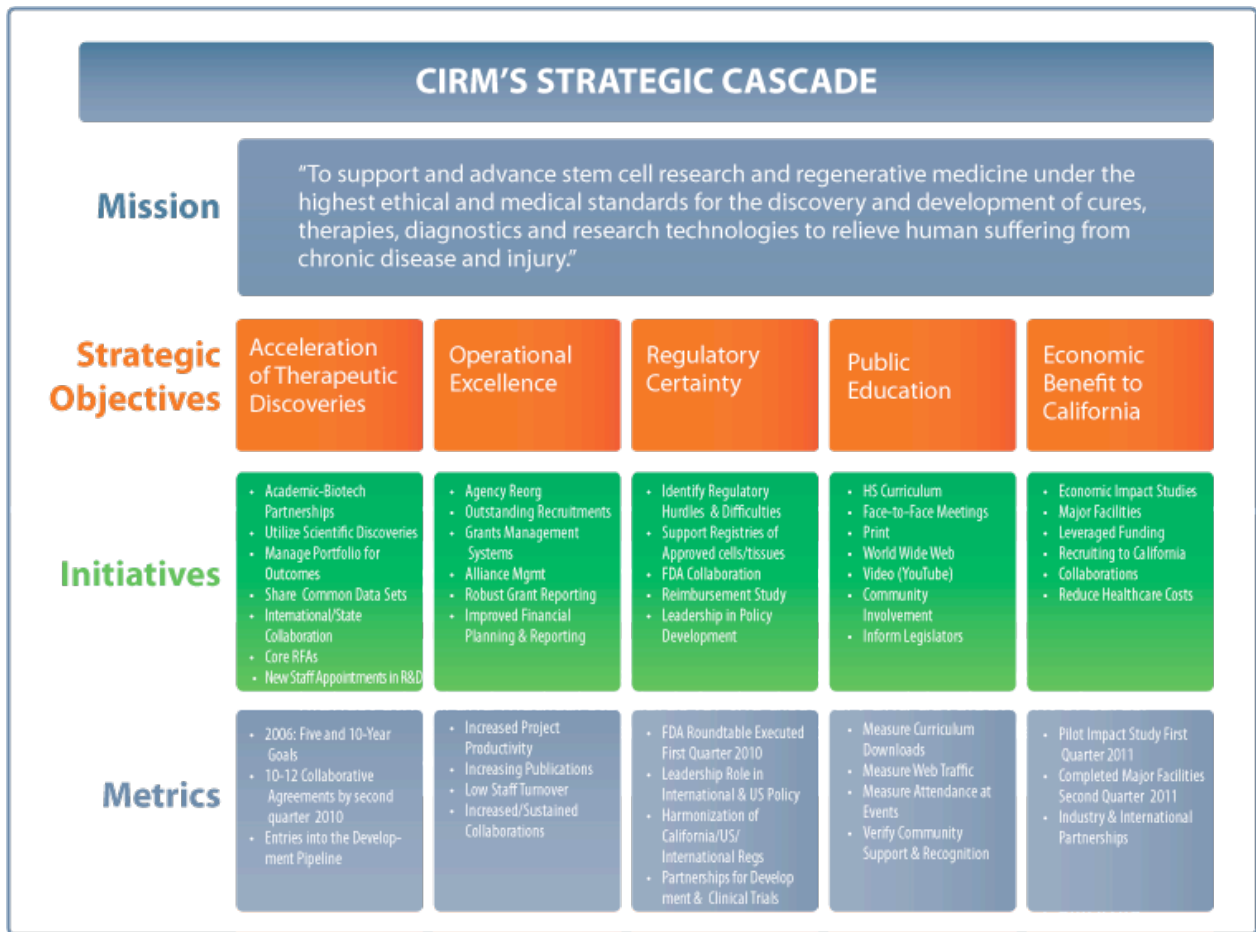 CIRM'S STRATEGIC CASCADE
Mission
"To support and advance stem cell research and regenerative medicine under the
highest ethical and medical standards for the discovery and development of cures,
therapies, diagnostics and research technologies to relieve human suffering from
chronic disease and injury."
Strategic
Objectives
Acceleration
of Therapeutic
Discoveries
Operational
Excellence
Regulatory
Certainty
Public
Education
Economic
Benefit to
California
Initiatives
• Academic-Biotech
Partnerships
• Utilize Scientific Discoveries
• Manage Portfolio for
Outcomes
• Share Common Data Sets
• International/State
Collaboration
• Core RFAs
• New Staff Appointments in R&D
• Agency Reorg
• Outstanding Recruitments
• Grants Management
Systems
• Alliance Mgmt
• Robust Grant Reporting
• Improved Financial
Planning & Reporting
• Identify Regulatory
Hurdles & Difficulties
• Support Registries of
Approved cells/tissues
• FDA Collaboration
• Reimbursement Study
• Leadership in Policy
Development
• HS Curriculum
• Face-to-Face Meetings
• Print
• World Wide Web
• Video (YouTube)
• Community
Involvement
• Inform Legislators
• Economic Impact Studies
• Major Facilities
• Leveraged Funding
• Recruiting to California
• Collaborations
• Reduce Healthcare Costs
Metrics
• 2006: Five and 10-Year
Goals
• 10-12 Collaborative
Agreements by second
quarter 2010
• Entries into the Develop-
ment Pipeline
• Increased Project
Productivity
• Increasing Publications
• Low Staff Turnover
• Increased/Sustained
Collaborations
• FDA Roundtable Executed
First Quarter 2010
• Leadership Role in
International & US Policy
• Harmonization of
California/US/
International Regs
• Partnerships for Develop
ment & Clinical Trials
• Measure Curriculum
Downloads
• Measure Web Traffic
• Measure Attendance at
Events
• Verify Community
Support & Recognition
• Pilot Impact Study First
Quarter 2011
• Completed Major Facilities
Second Quarter 2011
• Industry & International
Partnerships